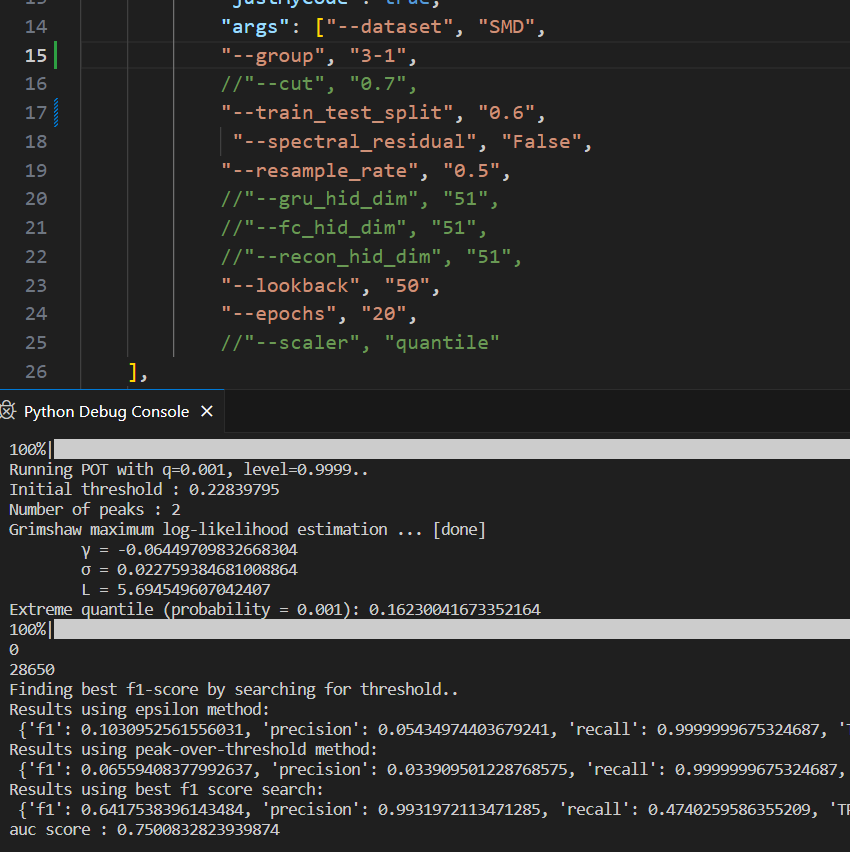 13 "justMyCode": true,
14 "args": ["--dataset", "SMD",
15 "--group", "3-1",
16 //"--cut", "0.7",
17 "--train_test_split", "0.6",
18 "--spectral_residual", "False",
19 "--resample_rate", "0.5",
20 //"--gru_hid_dim", "51",
21 //"--fc_hid_dim", "51",
22 //"--recon_hid_dim", "51",
23 "--lookback", "50",
24 "--epochs", "20",
25 //"--scaler", "quantile"
26 ],
Python Debug Console
100%|
Running POT with q=0.001, level=0.9999..
Initial threshold : 0.22839795
Number of peaks : 2
Grimshaw maximum log-likelihood estimation ... [done]
γ = -0.06449709832668304
σ = 0.022759384681008864
L = 5.694549607042407
Extreme quantile (probability = 0.001): 0.16230041673352164
100%|
0
28650
Finding best f1-score by searching for threshold..
Results using epsilon method:
{'f1': 0.1030952561556031, 'precision': 0.05434974403679241, 'recall': 0.9999999675324687, 'T
Results using peak-over-threshold method:
{'f1': 0.06559408377992637, 'precision': 0.033909501228768575, 'recall': 0.9999999675324687,
Results using best f1 score search:
{'f1': 0.6417538396143484, 'precision': 0.9931972113471285, 'recall': 0.4740259586355209, 'TP
auc score : 0.7500832823939874